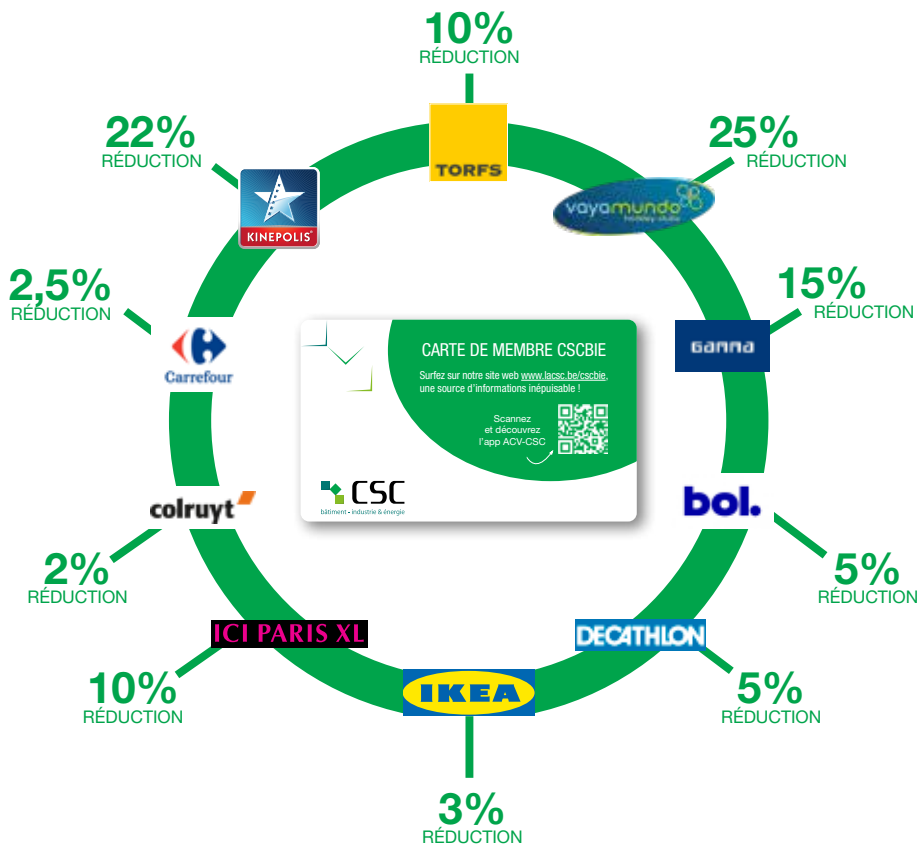 10%
RÉDUCTION
TORFS
22%
RÉDUCTION
KINEPOLIS
25%
RÉDUCTION
vayamundo
holiday clubs
2,5%
RÉDUCTION
Carrefour
15%
RÉDUCTION
GAMMA
CARTE DE MEMBRE CSCBIE
Surfez sur notre site web www.lacsc.be/cscbie,
une source d'informations inépuisable !
Scannez
et découvrez
l'app ACV-CSC
CSC
bâtiment - industrie & énergie
colruyt
2%
RÉDUCTION
bol.
5%
RÉDUCTION
ICI PARIS XL
10%
RÉDUCTION
DECATHLON
5%
RÉDUCTION
IKEA
3%
RÉDUCTION